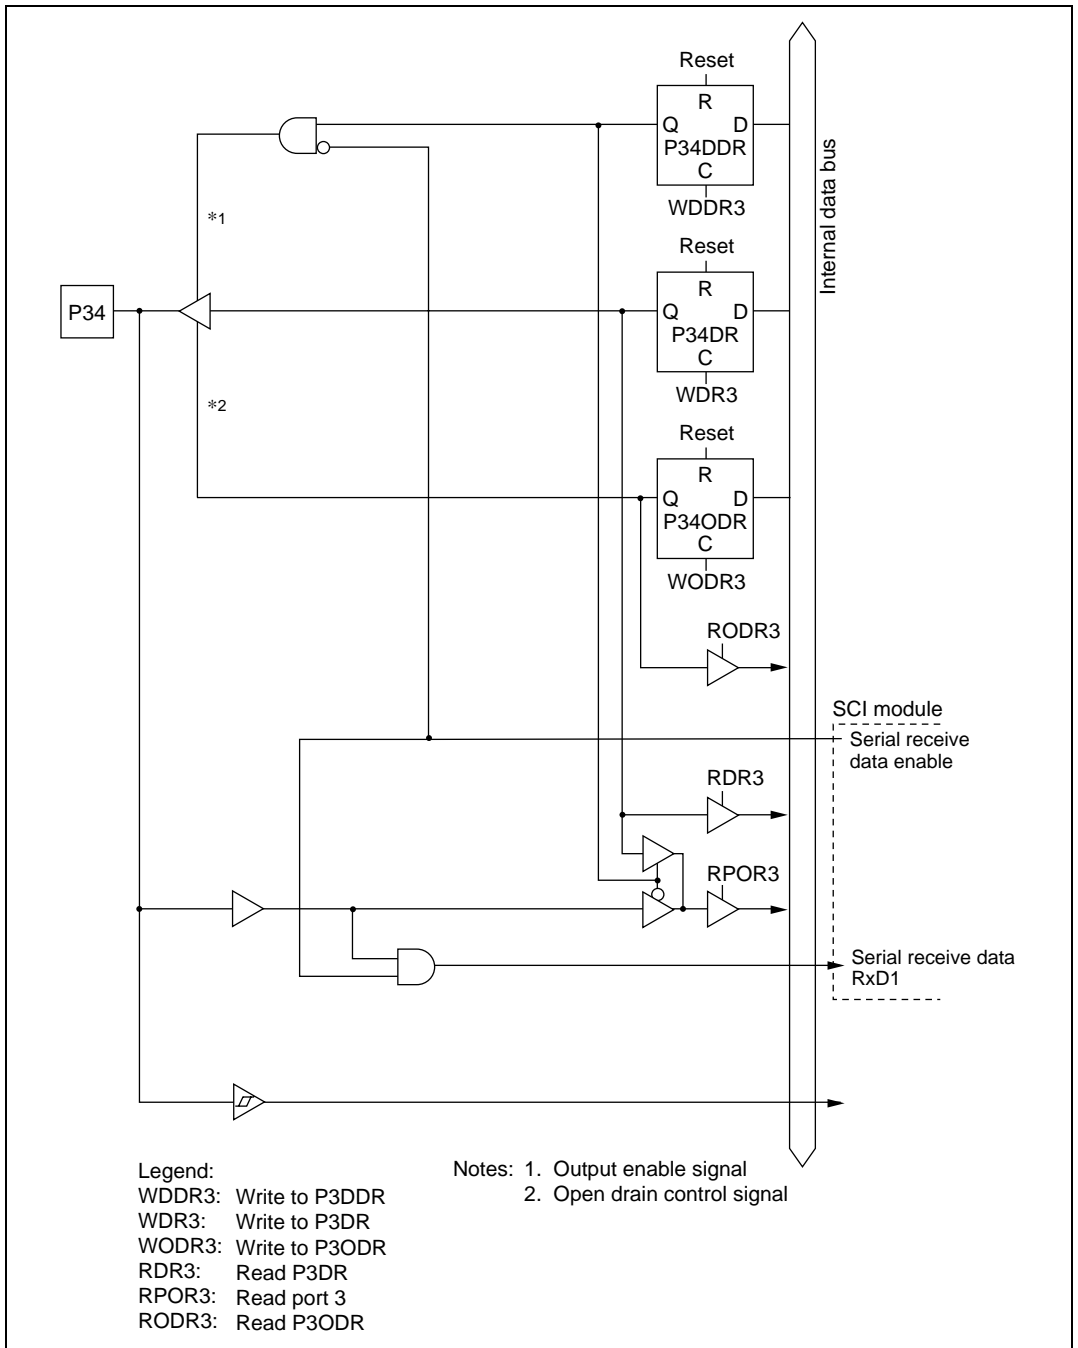 Reset
R
Q D
P34DDR
C
WDDR3
Internal data bus
*1
Reset
R
P34
Q D
P34DR
C
WDR3
*2
Reset
R
Q D
P34ODR
C
WODR3
RODR3
SCI module
Serial receive
data enable
RDR3
RPOR3
Serial receive data
RxD1
Legend:
WDDR3: Write to P3DDR
WDR3: Write to P3DR
WODR3: Write to P3ODR
RDR3: Read P3DR
RPOR3: Read port 3
RODR3: Read P3ODR
Notes: 1. Output enable signal
2. Open drain control signal